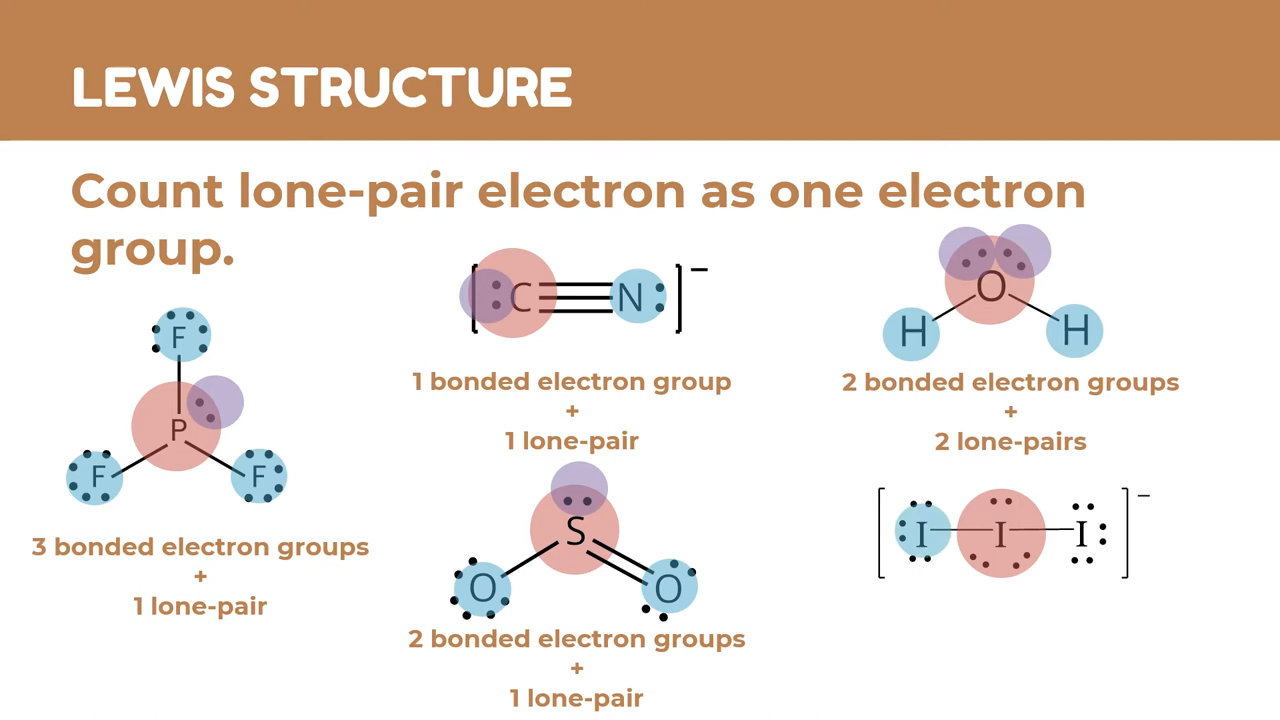 LEWIS STRUCTURE
Count lone-pair electron as one electron
group.
F
P
F F
3 bonded electron groups
+
1 lone-pair
[:C≡N:]⁻
1 bonded electron group
+
1 lone-pair
S
O O
2 bonded electron groups
+
1 lone-pair
O
H H
2 bonded electron groups
+
2 lone-pairs
[I—I—I]⁻